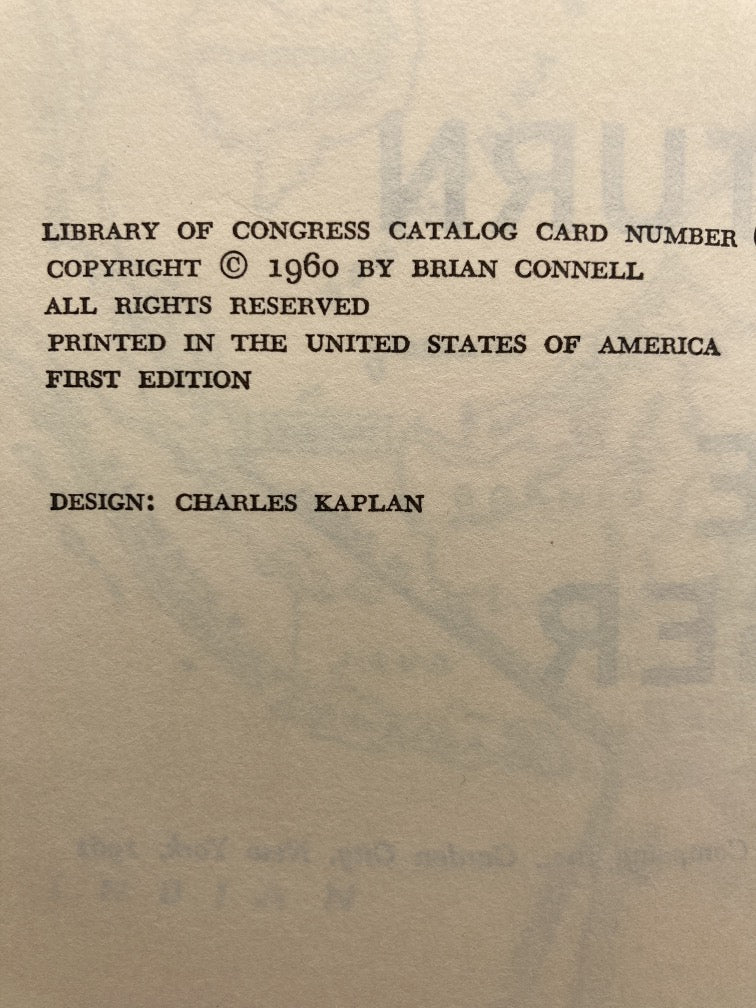 LIBRARY OF CONGRESS CATALOG CARD NUMBER
COPYRIGHT © 1960 BY BRIAN CONNELL
ALL RIGHTS RESERVED
PRINTED IN THE UNITED STATES OF AMERICA
FIRST EDITION
DESIGN: CHARLES KAPLAN